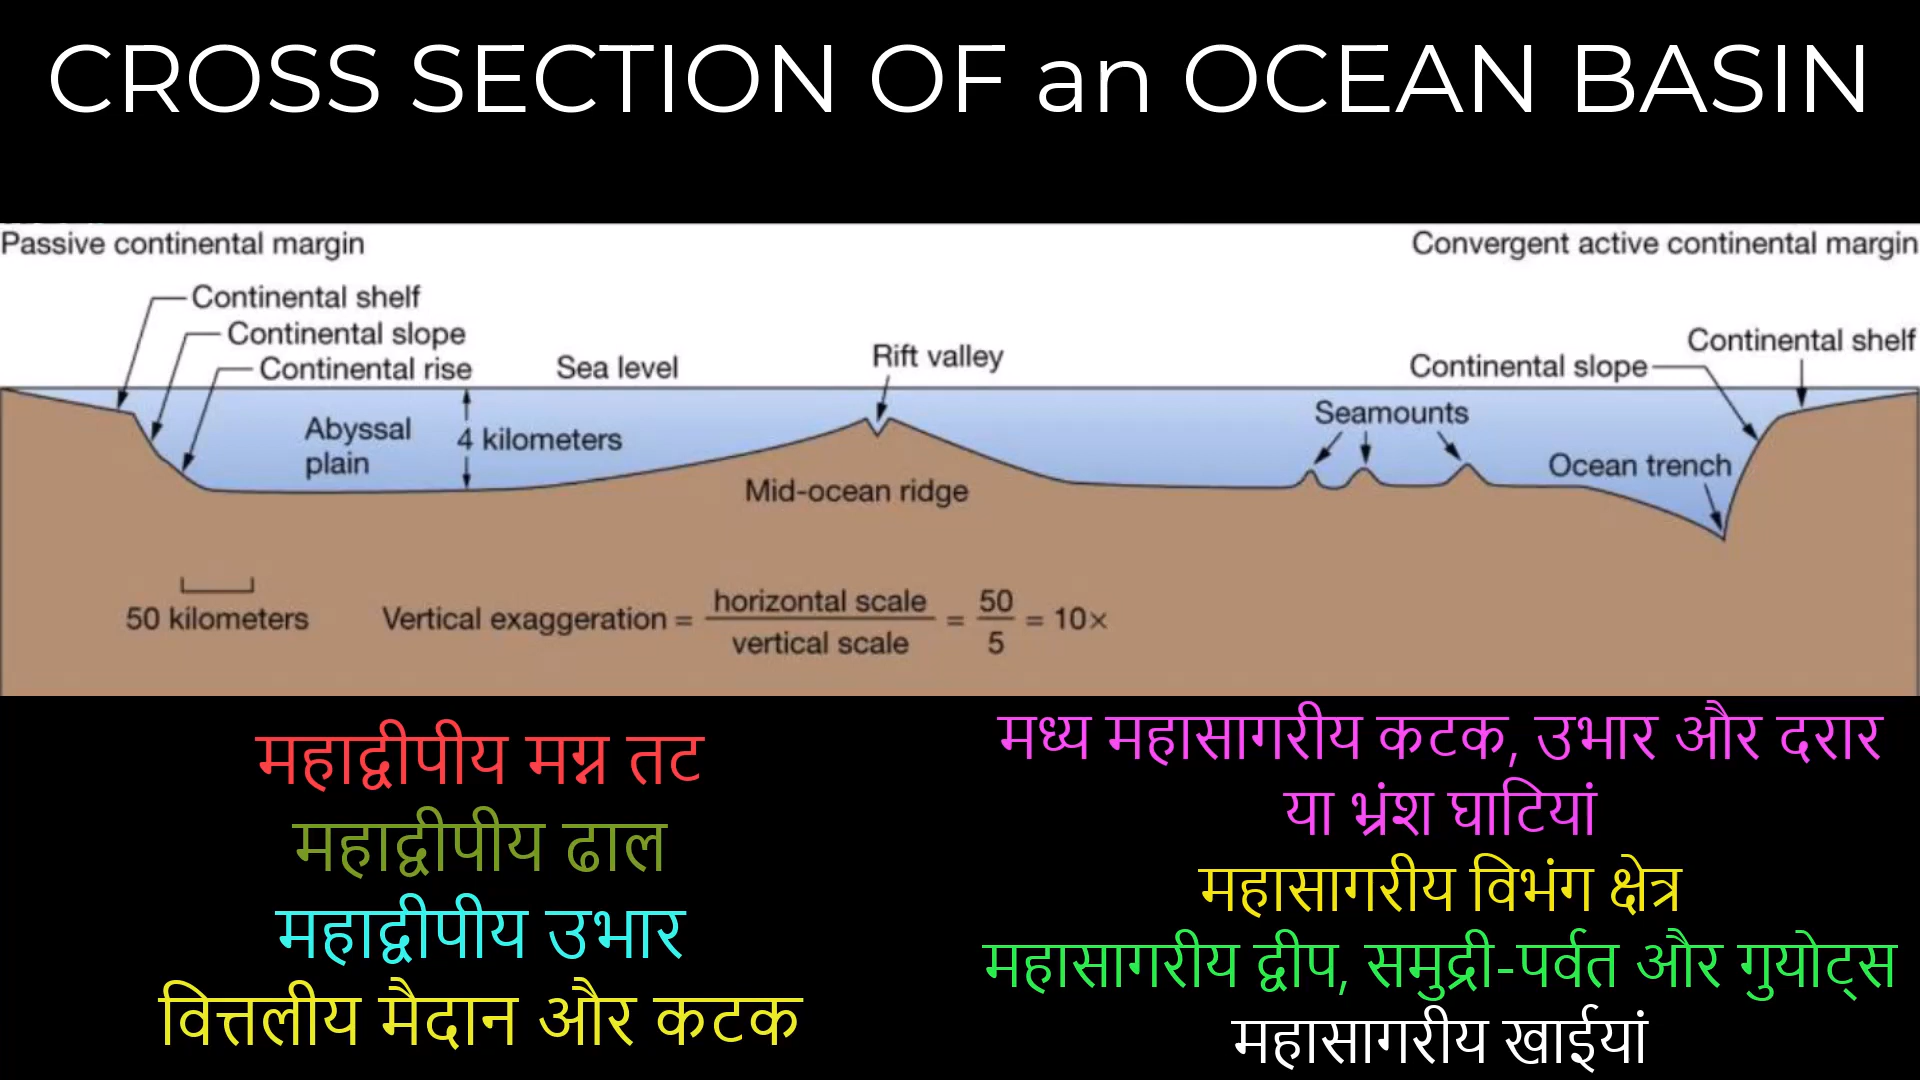 CROSS SECTION OF an OCEAN BASIN
Passive continental margin
Convergent active continental margin
Continental shelf
Continental slope
Continental rise
Sea level
Rift valley
Continental shelf
Continental slope
Abyssal
plain
4 kilometers
Seamounts
Ocean trench
Mid-ocean ridge
50 kilometers
Vertical exaggeration = horizontal scale / vertical scale = 50 / 5 = 10×
महाद्वीपीय मग्न तट
महाद्वीपीय ढाल
महाद्वीपीय उभार
वित्तलीय मैदान और कटक
मध्य महासागरीय कटक, उभार और दरार
या भ्रंश घाटियां
महासागरीय विभंग क्षेत्र
महासागरीय द्वीप, समुद्री-पर्वत और गुयोट्स
महासागरीय खाईयां